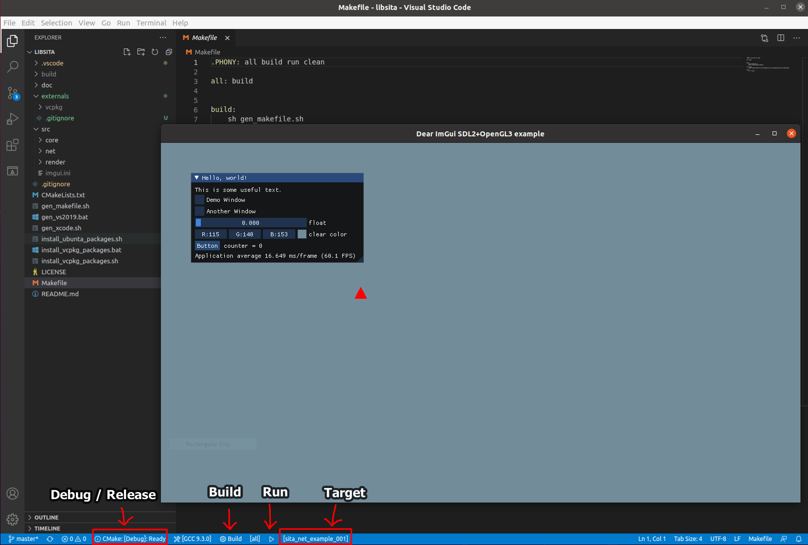 Makefile - libsita - Visual Studio Code
File Edit Selection View Go Run Terminal Help
EXPLORER
LIBSITA
.vscode
build
doc
externals
vcpkg
.gitignore U
src
core
net
render
imgui.ini
.gitignore
CMakeLists.txt
gen_makefile.sh
gen_vs2019.bat
gen_xcode.sh
install_ubuntu_packages.sh
install_vcpkg_packages.bat
install_vcpkg_packages.sh
LICENSE
Makefile
README.md
OUTLINE
TIMELINE
Makefile
Makefile
1 .PHONY: all build run clean
2
3 all: build
4
5
6 build:
7 sh gen_makefile.sh
Dear ImGui SDL2+OpenGL3 example
Hello, world!
This is some useful text.
Demo Window
Another Window
0.000 float
R:115 G:140 B:153 clear color
Button counter = 0
Application average 16.649 ms/frame (60.1 FPS)
Debug / Release
Build
Run
Target
master* 0 0 CMake: [Debug]: Ready [GCC 9.3.0] Build [all] [sita_net_example_001] Ln 1, Col 1 Tab Size: 4 UTF-8 LF Makefile